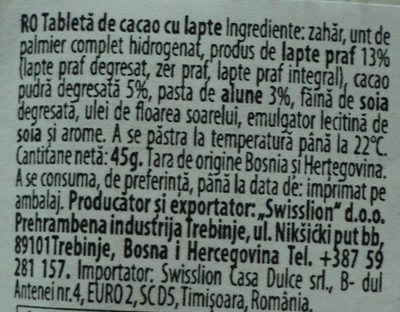 RO Tabletă de cacao cu lapte Ingrediente: zahăr, unt de
palmier complet hidrogenat, produs de lapte praf 13%
(lapte praf degresat, zer praf, lapte praf integral), cacao
pudră degresată 5%, pasta de alune 3%, făină de soia
degresată, ulei de floarea soarelui, emulgator lecitină de
soia și arome. A se păstra la temperatură până la 22°C.
Cantitate netă: 45g. Țara de origine Bosnia si Herțegovina.
A se consuma, de preferință, până la data de: imprimat pe
ambalaj. Producător și exportator: „Swisslion" d.o.o.
Prehrambena industrija Trebinje, ul. Nikšićki put bb,
89101Trebinje, Bosna i Hercegovina Tel. +387 59
281 157. Importator: Swisslion Casa Dulce srl., B- dul
Antenei nr.4, EURO 2, SC D5, Timișoara, România.